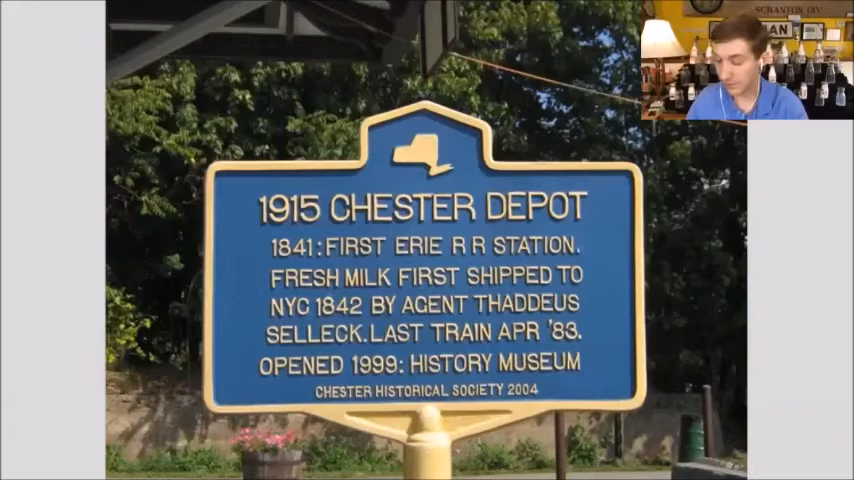 SCRANTON DIV
1915 CHESTER DEPOT
1841:FIRST ERIE R R STATION.
FRESH MILK FIRST SHIPPED TO
NYC 1842 BY AGENT THADDEUS
SELLECK. LAST TRAIN APR '83.
OPENED 1999: HISTORY MUSEUM
CHESTER HISTORICAL SOCIETY 2004